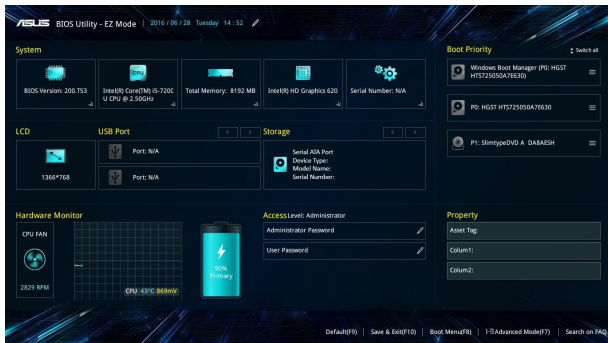 ASUS BIOS Utility - EZ Mode 2016/06/28 Tuesday 14:52
System
BIOS Version: 200.T53
Intel(R) Core(TM) i5-7200
U CPU @ 2.50GHz
Total Memory: 8192 MB
Intel(R) HD Graphics 620
Serial Number: N/A
LCD
1366*768
USB Port
Port: N/A
Port: N/A
Storage
Serial ATA Port
Device Type:
Model Name:
Serial Number:
Hardware Monitor
CPU FAN
2829 RPM
CPU 43°C 869mV
90%
Primary
Access Level: Administrator
Administrator Password
User Password
Boot Priority
Switch all
Windows Boot Manager (P0: HGST
HTS725050A7E630)
P0: HGST HTS725050A7E630
P1: SlimtypeDVD A DA8AESH
Property
Asset Tag:
Colum1:
Colum2:
Default(F9) Save & Exit(F10) Boot Menu(F8) Advanced Mode(F7) Search on FAQ